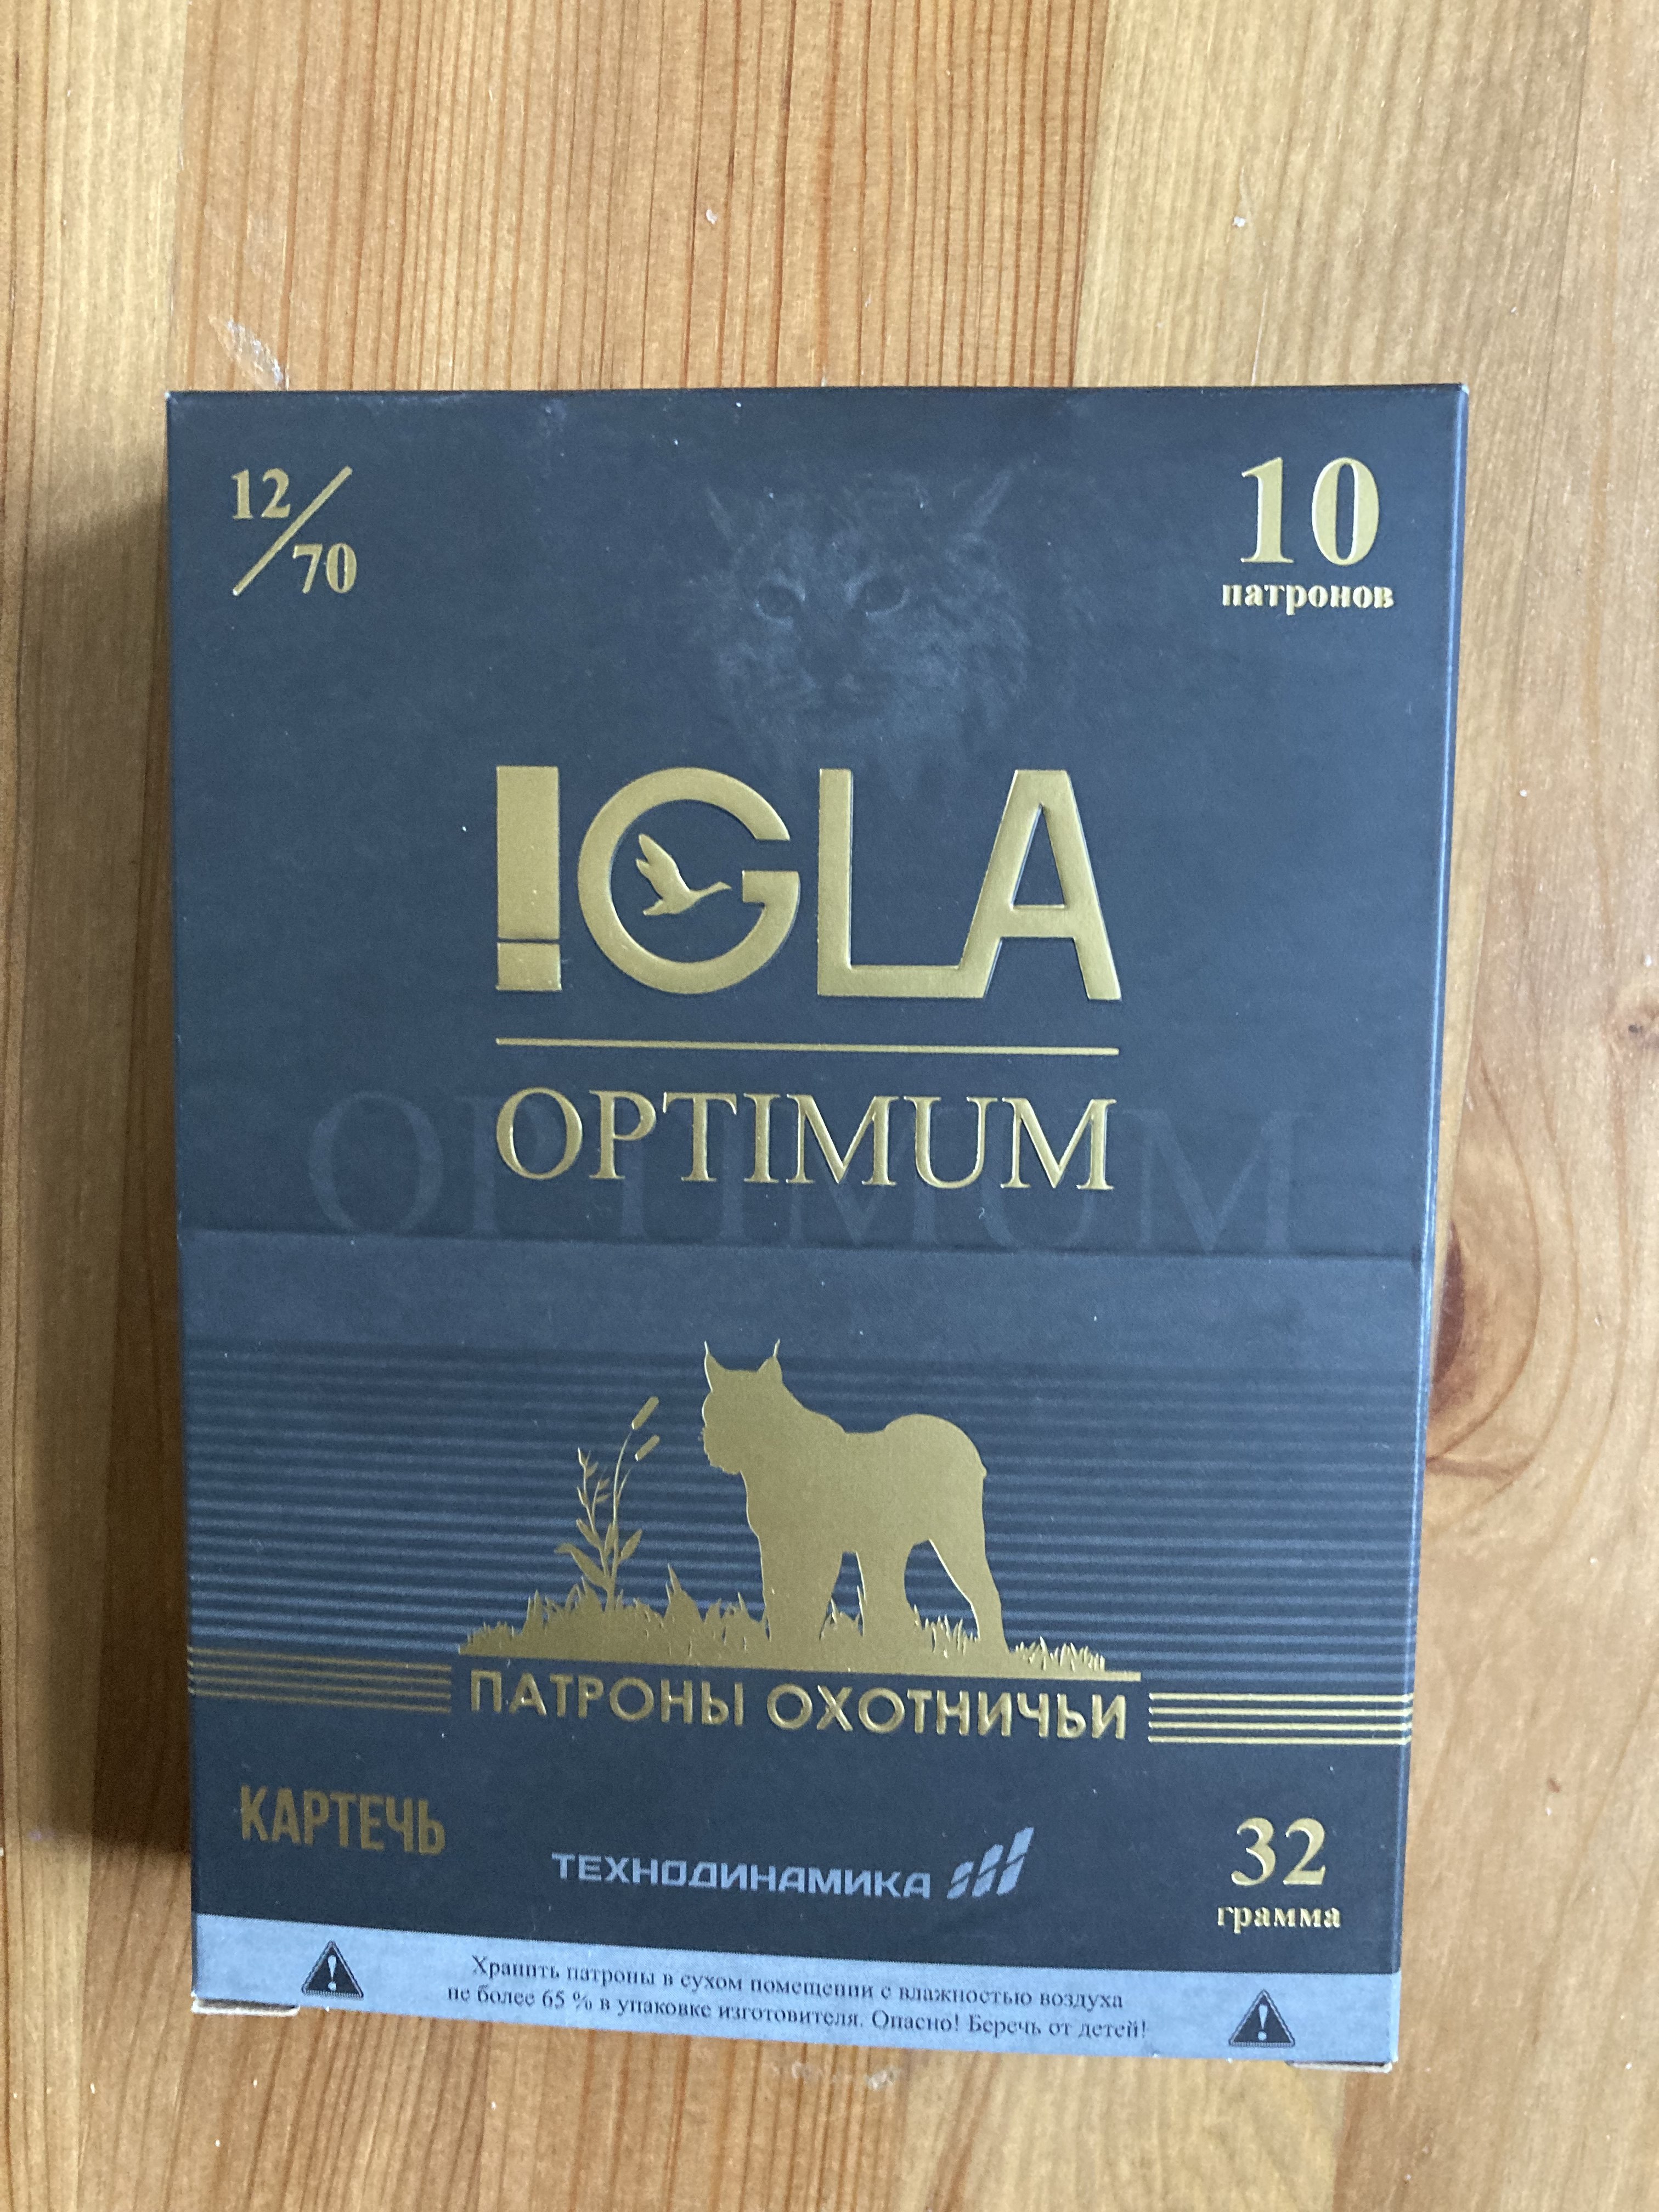 12/70
10
патронов
IGLA
OPTIMUM
OPTIMUM
ПАТРОНЫ ОХОТНИЧЬИ
КАРТЕЧЬ
ТЕХНОДИНАМИКА
32
грамма
Хранить патроны в сухом помещении с влажностью воздуха
не более 65 % в упаковке изготовителя. Опасно! Беречь от детей!